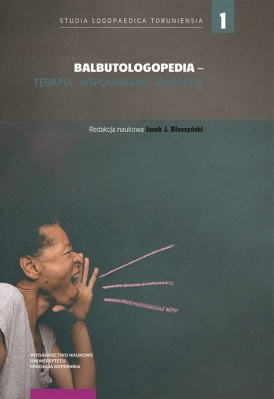 STUDIA LOGOPAEDICA TORUNIENSIA
1
BALBUTOLOGOPEDIA –
TERAPIA, WSPOMAGANIE, WSPARCIE
Redakcja naukowa Jacek J. Błeszyński
WYDAWNICTWO NAUKOWE
UNIWERSYTETU
MIKOŁAJA KOPERNIKA